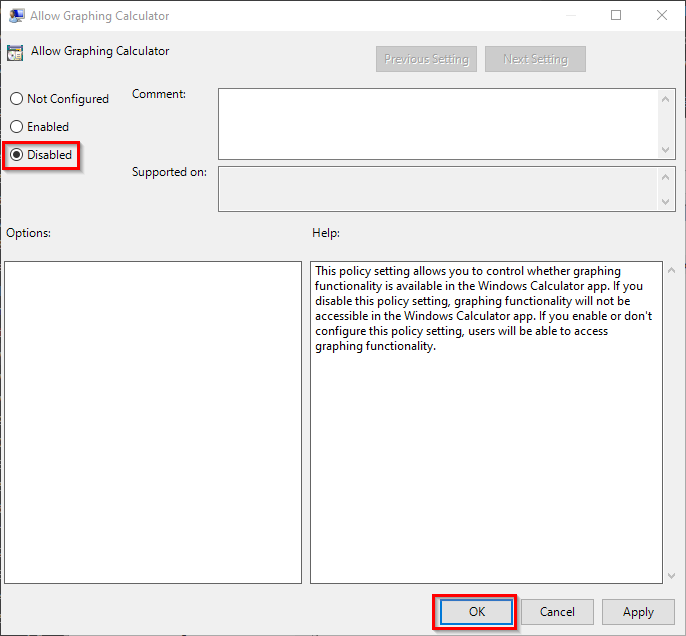 Allow Graphing Calculator
Allow Graphing Calculator
Previous Setting
Next Setting
Not Configured
Comment:
Enabled
Disabled
Supported on:
Options:
Help:
This policy setting allows you to control whether graphing
functionality is available in the Windows Calculator app. If you
disable this policy setting, graphing functionality will not be
accessible in the Windows Calculator app. If you enable or don't
configure this policy setting, users will be able to access
graphing functionality.
OK
Cancel
Apply